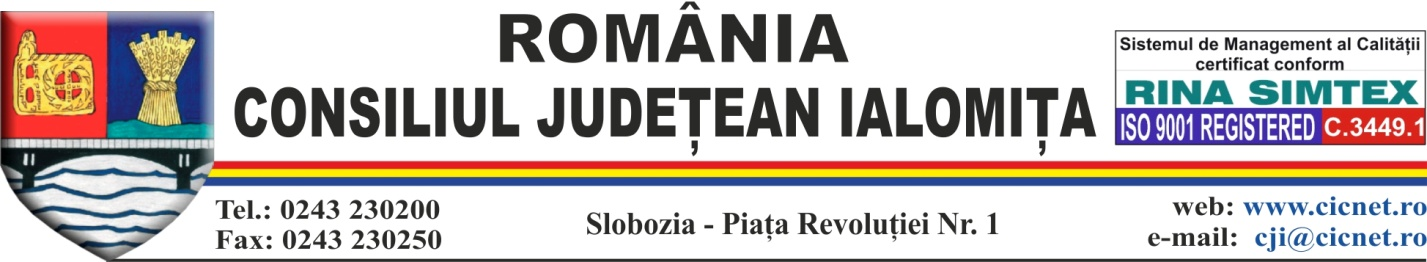 ROMÂNIA
CONSILIUL JUDEȚEAN IALOMIȚA
Sistemul de Management al Calității
certificat conform
RINA SIMTEX
ISO 9001 REGISTERED C.3449.1
Tel.: 0243 230200
Fax: 0243 230250
Slobozia - Piața Revoluției Nr. 1
web: www.cicnet.ro
e-mail: cji@cicnet.ro